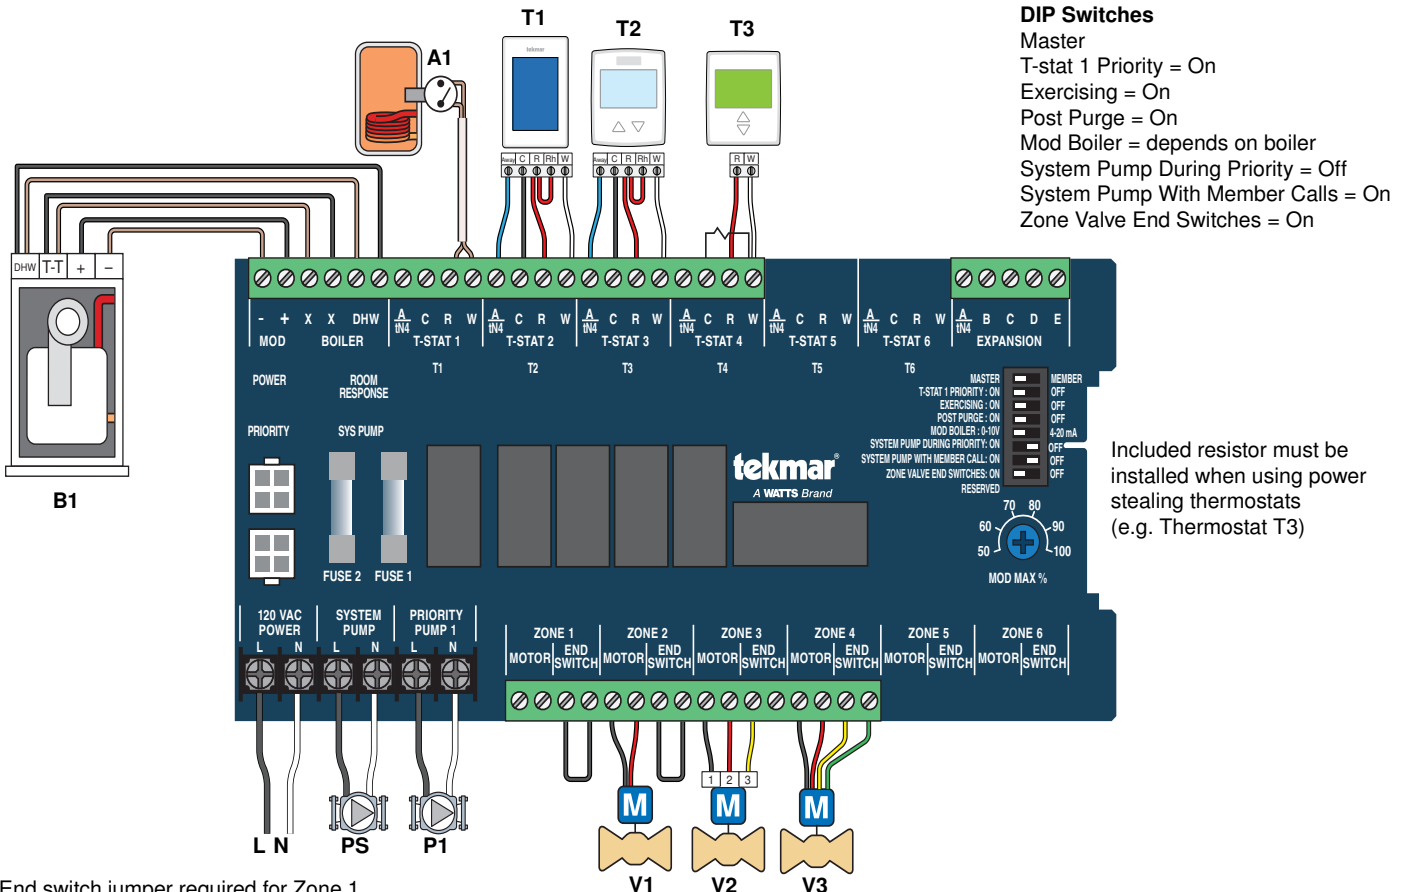 T1
T2
T3
A1
DIP Switches
Master
T-stat 1 Priority = On
Exercising = On
Post Purge = On
Mod Boiler = depends on boiler
System Pump During Priority = Off
System Pump With Member Calls = On
Zone Valve End Switches = On
tekmar
Away C R Rh W
Away C R Rh W
R W
DHW T-T + –
B1
- + X X DHW A/tN4 C R W A/tN4 C R W A/tN4 C R W A/tN4 C R W A/tN4 C R W A/tN4 C R W A/tN4 B C D E
MOD BOILER T-STAT 1 T-STAT 2 T-STAT 3 T-STAT 4 T-STAT 5 T-STAT 6 EXPANSION
T1 T2 T3 T4 T5 T6
POWER
ROOM
RESPONSE
PRIORITY
SYS PUMP
MASTER MEMBER
T-STAT 1 PRIORITY : ON OFF
EXERCISING : ON OFF
POST PURGE : ON OFF
MOD BOILER : 0-10V 4-20 mA
SYSTEM PUMP DURING PRIORITY: ON OFF
SYSTEM PUMP WITH MEMBER CALL: ON OFF
ZONE VALVE END SWITCHES: ON OFF
RESERVED
Included resistor must be
installed when using power
stealing thermostats
(e.g. Thermostat T3)
tekmar®
A WATTS Brand
50 60 70 80 90 100
MOD MAX %
FUSE 2 FUSE 1
120 VAC
POWER
SYSTEM
PUMP
PRIORITY
PUMP 1
L N L N L N
ZONE 1 ZONE 2 ZONE 3 ZONE 4 ZONE 5 ZONE 6
MOTOR END SWITCH MOTOR END SWITCH MOTOR END SWITCH MOTOR END SWITCH MOTOR END SWITCH MOTOR END SWITCH
1 2 3
M M M
L N PS P1
V1 V2 V3
End switch jumper required for Zone 1